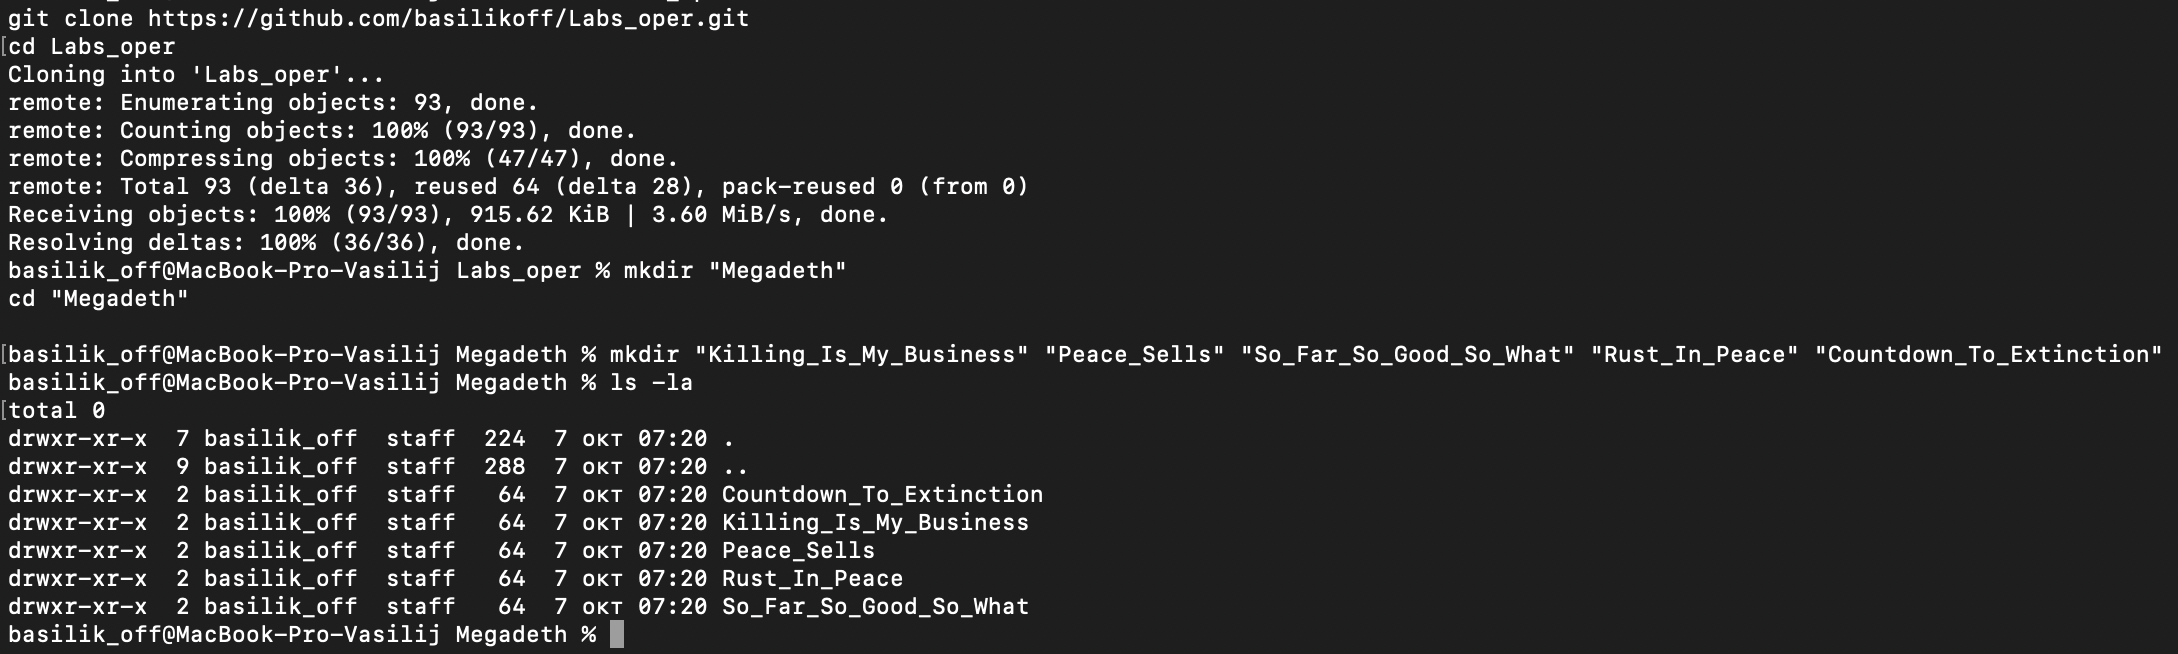 git clone https://github.com/basilikoff/Labs_oper.git
cd Labs_oper
Cloning into 'Labs_oper'...
remote: Enumerating objects: 93, done.
remote: Counting objects: 100% (93/93), done.
remote: Compressing objects: 100% (47/47), done.
remote: Total 93 (delta 36), reused 64 (delta 28), pack-reused 0 (from 0)
Receiving objects: 100% (93/93), 915.62 KiB | 3.60 MiB/s, done.
Resolving deltas: 100% (36/36), done.
basilik_off@MacBook-Pro-Vasilij Labs_oper % mkdir "Megadeth"
cd "Megadeth"
basilik_off@MacBook-Pro-Vasilij Megadeth % mkdir "Killing_Is_My_Business" "Peace_Sells" "So_Far_So_Good_So_What" "Rust_In_Peace" "Countdown_To_Extinction"
basilik_off@MacBook-Pro-Vasilij Megadeth % ls -la
total 0
drwxr-xr-x  7 basilik_off  staff  224  7 окт 07:20 .
drwxr-xr-x  9 basilik_off  staff  288  7 окт 07:20 ..
drwxr-xr-x  2 basilik_off  staff   64  7 окт 07:20 Countdown_To_Extinction
drwxr-xr-x  2 basilik_off  staff   64  7 окт 07:20 Killing_Is_My_Business
drwxr-xr-x  2 basilik_off  staff   64  7 окт 07:20 Peace_Sells
drwxr-xr-x  2 basilik_off  staff   64  7 окт 07:20 Rust_In_Peace
drwxr-xr-x  2 basilik_off  staff   64  7 окт 07:20 So_Far_So_Good_So_What
basilik_off@MacBook-Pro-Vasilij Megadeth %